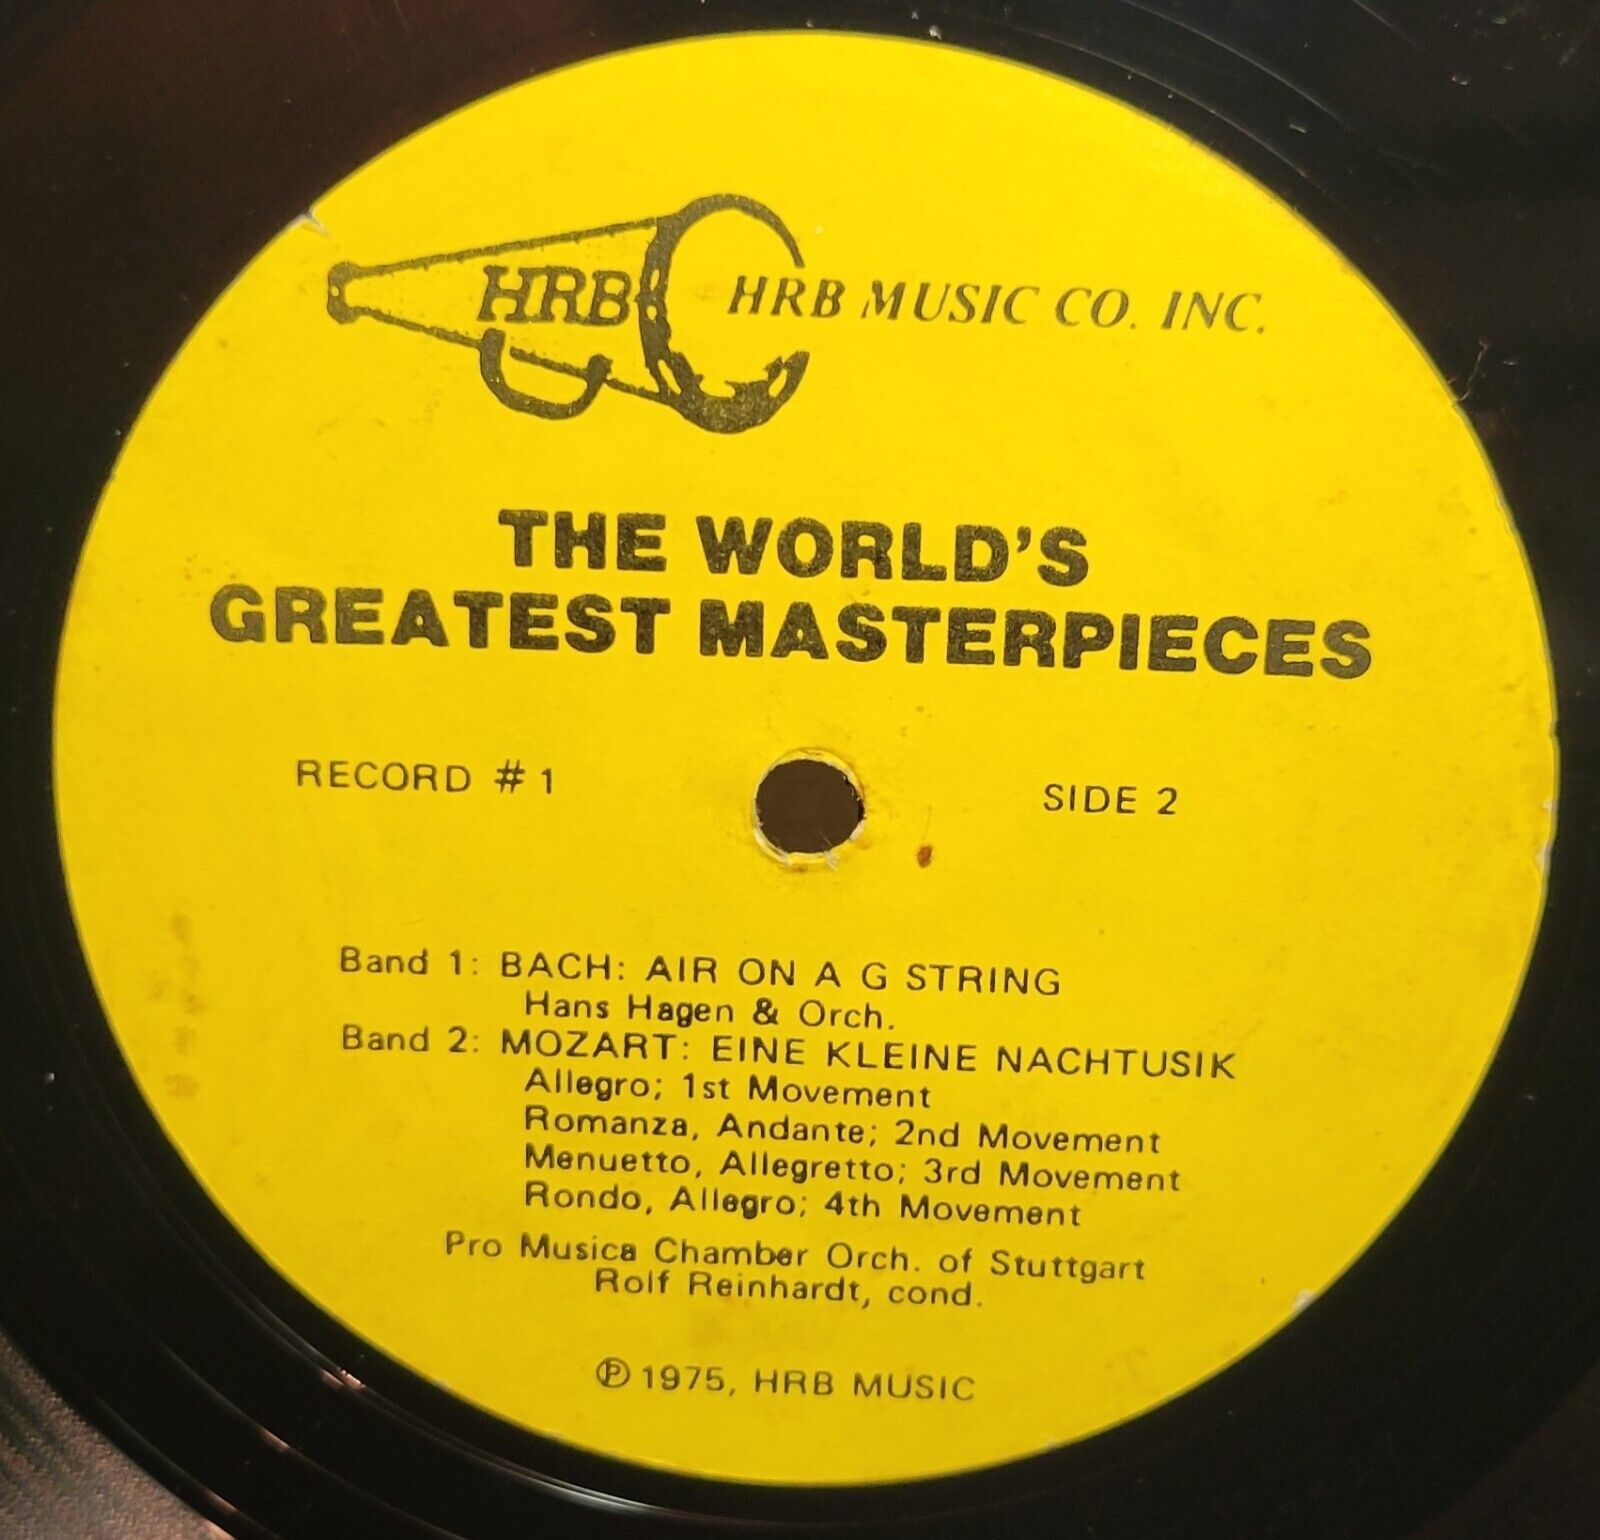 HRB HRB MUSIC CO. INC.
THE WORLD'S
GREATEST MASTERPIECES
RECORD #1 SIDE 2
Band 1: BACH: AIR ON A G STRING
Hans Hagen & Orch.
Band 2: MOZART: EINE KLEINE NACHTUSIK
Allegro; 1st Movement
Romanza, Andante; 2nd Movement
Menuetto, Allegretto; 3rd Movement
Rondo, Allegro; 4th Movement
Pro Musica Chamber Orch. of Stuttgart
Rolf Reinhardt, cond.
℗ 1975, HRB MUSIC